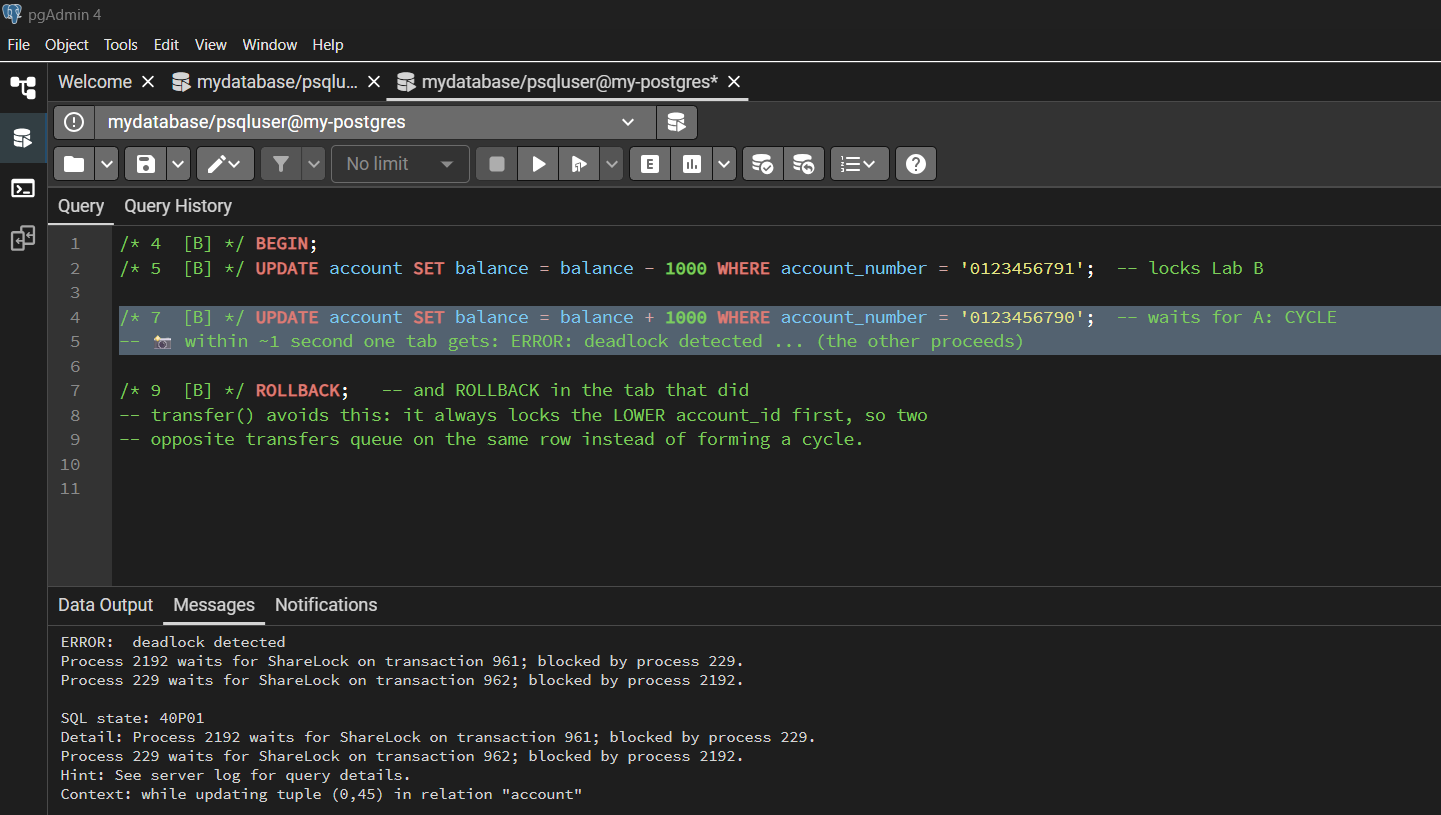 pgAdmin 4
File Object Tools Edit View Window Help
Welcome mydatabase/psqlu... mydatabase/psqluser@my-postgres*
mydatabase/psqluser@my-postgres
No limit E
Query Query History
1 /* 4  [B] */ BEGIN;
2 /* 5  [B] */ UPDATE account SET balance = balance - 1000 WHERE account_number = '0123456791';  -- locks Lab B
3
4 /* 7  [B] */ UPDATE account SET balance = balance + 1000 WHERE account_number = '0123456790';  -- waits for A: CYCLE
5 -- 📸 within ~1 second one tab gets: ERROR: deadlock detected ... (the other proceeds)
6
7 /* 9  [B] */ ROLLBACK;   -- and ROLLBACK in the tab that did
8 -- transfer() avoids this: it always locks the LOWER account_id first, so two
9 -- opposite transfers queue on the same row instead of forming a cycle.
10
11
Data Output Messages Notifications
ERROR:  deadlock detected
Process 2192 waits for ShareLock on transaction 961; blocked by process 229.
Process 229 waits for ShareLock on transaction 962; blocked by process 2192.
SQL state: 40P01
Detail: Process 2192 waits for ShareLock on transaction 961; blocked by process 229.
Process 229 waits for ShareLock on transaction 962; blocked by process 2192.
Hint: See server log for query details.
Context: while updating tuple (0,45) in relation "account"